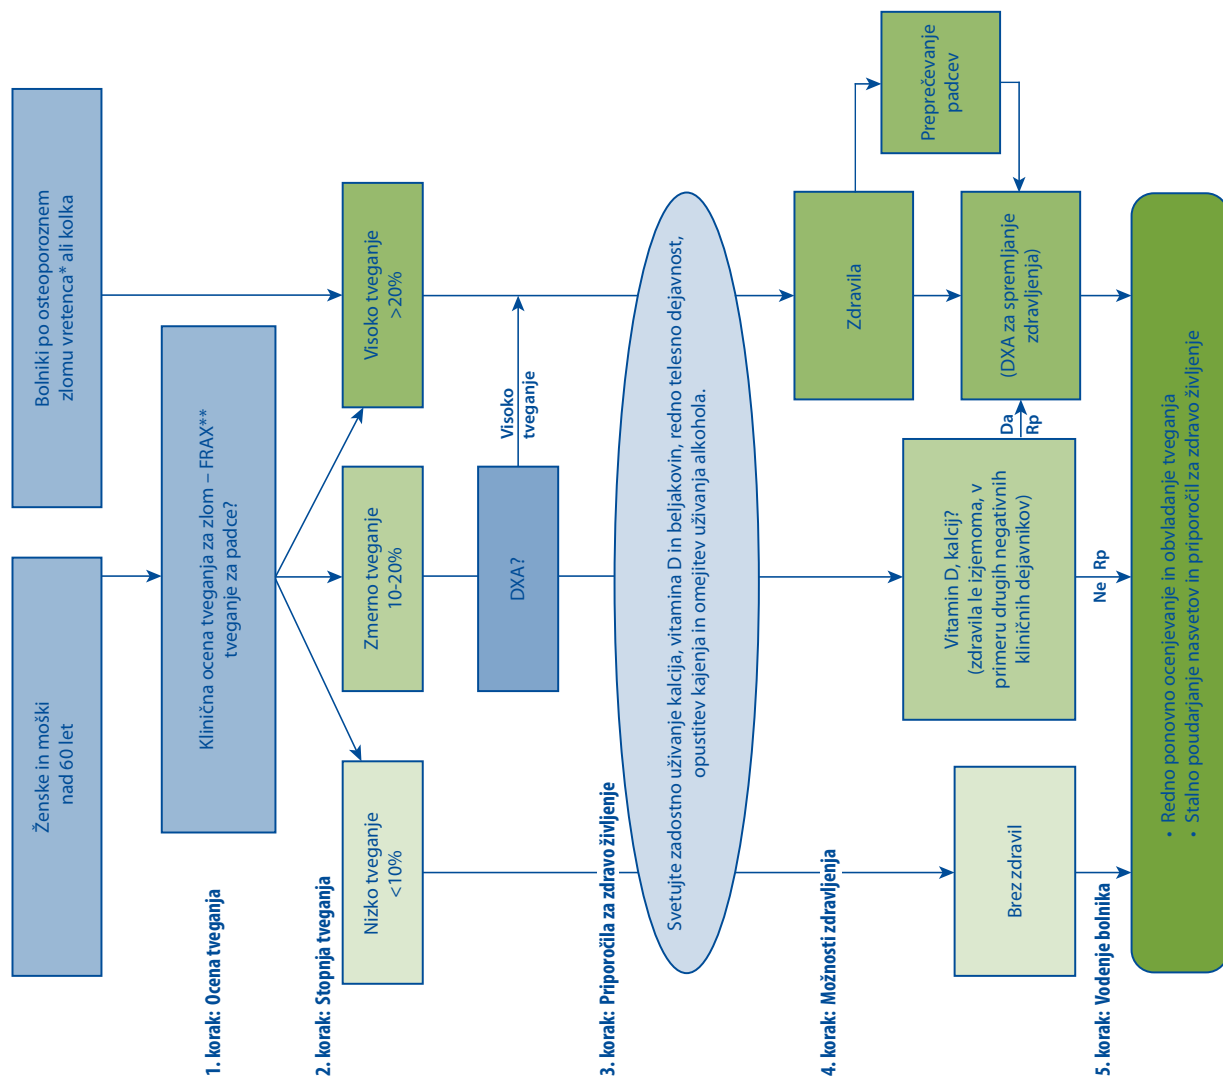 Ženske in moški
nad 60 let
Bolniki po osteoporoznem
zlomu vretenca* ali kolka
1. korak: Ocena tveganja
Klinična ocena tveganja za zlom – FRAX**
tveganje za padce?
2. korak: Stopnja tveganja
Nizko tveganje
<10%
Zmerno tveganje
10-20%
Visoko tveganje
>20%
DXA?
Visoko
tveganje
3. korak: Priporočila za zdravo življenje
Svetujte zadostno uživanje kalcija, vitamina D in beljakovin, redno telesno dejavnost,
opustitev kajenja in omejitev uživanja alkohola.
4. korak: Možnosti zdravljenja
Zdravila
Preprečevanje
padcev
Brez zdravil
Vitamin D, kalcij?
(zdravila le izjemoma, v
primeru drugih negativnih
kliničnih dejavnikov)
Da
Rp
(DXA za spremljanje
zdravljenja)
Ne Rp
5. korak: Vodenje bolnika
• Redno ponovno ocenjevanje in obvladanje tveganja
• Stalno poudarjanje nasvetov in priporočil za zdravo življenje